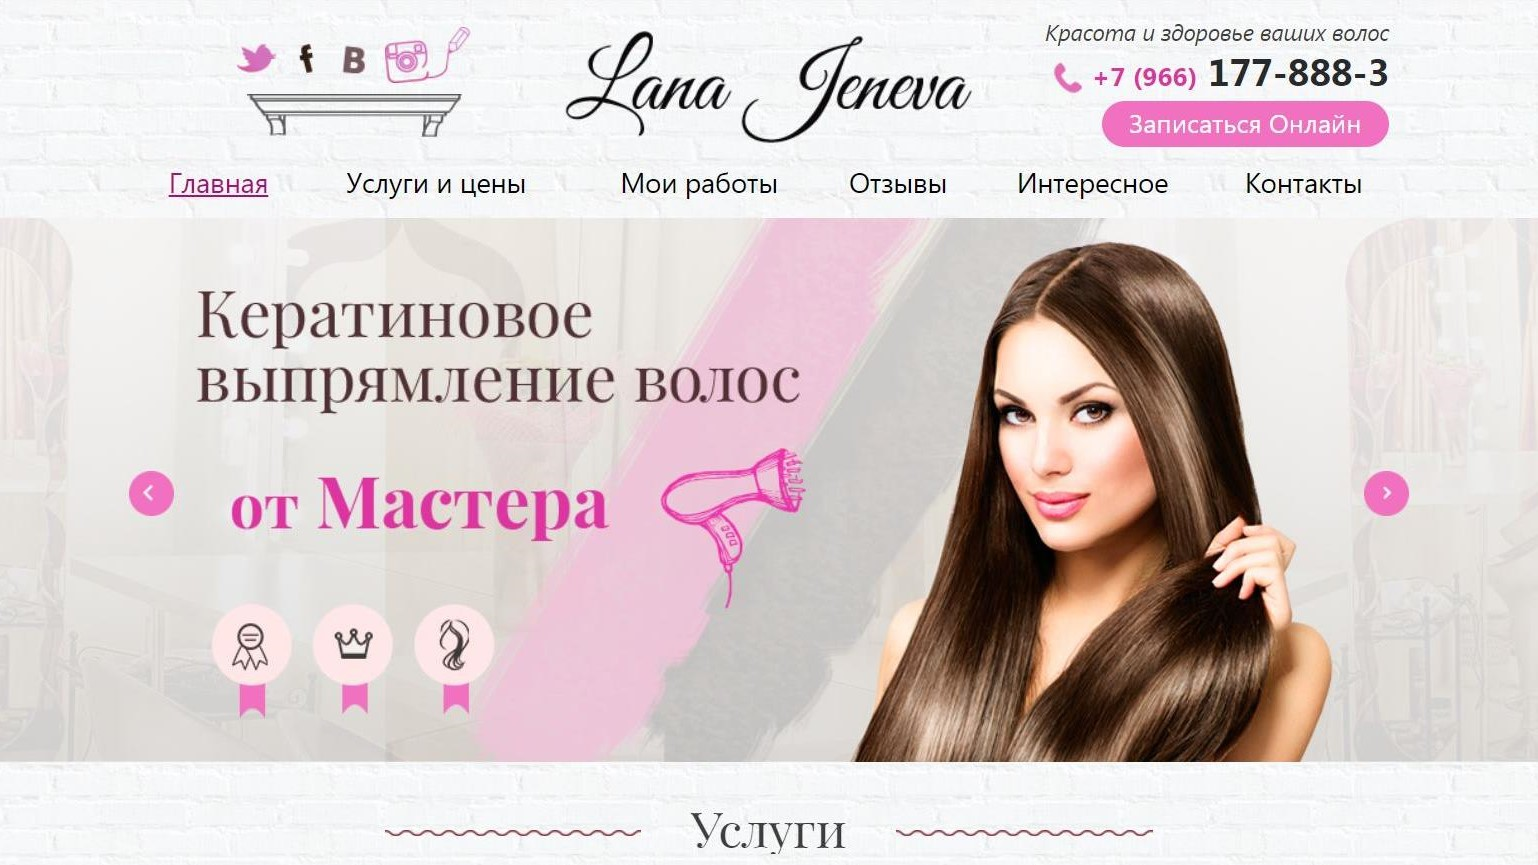 Lana Jeneva
Красота и здоровье ваших волос
+7 (966) 177-888-3
Записаться Онлайн
Главная
Услуги и цены
Мои работы
Отзывы
Интересное
Контакты
Кератиновое
выпрямление волос
от Мастера
Услуги